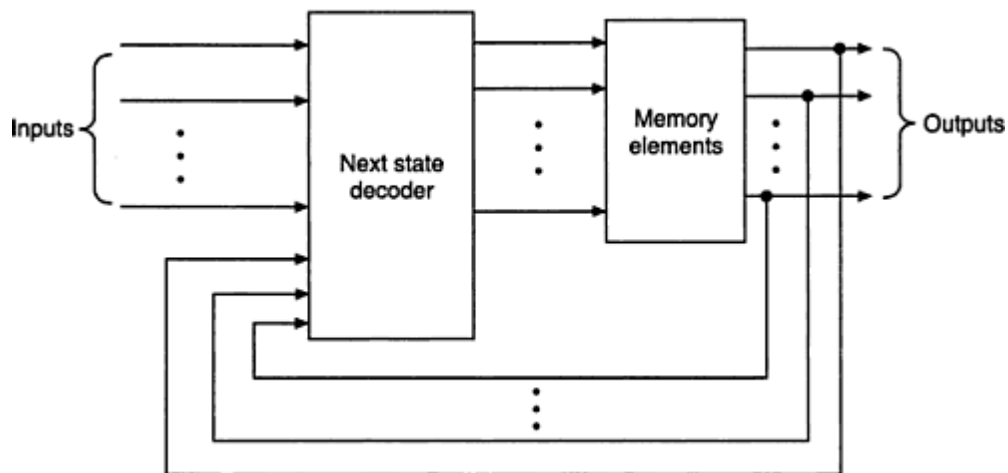 Inputs
Next state
decoder
Memory
elements
Outputs